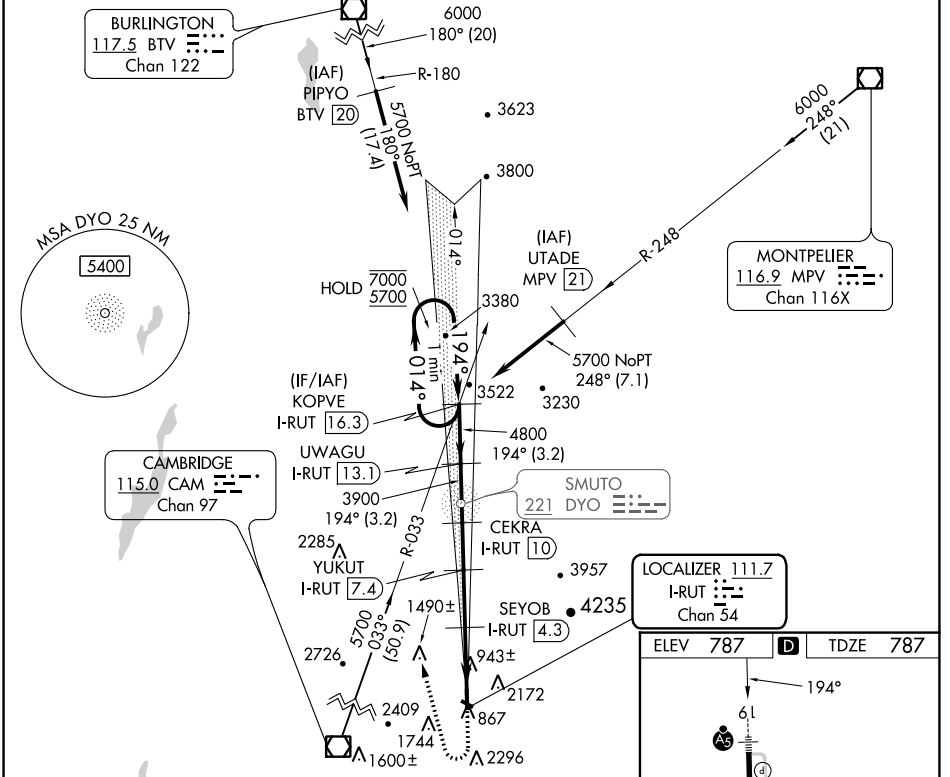 BURLINGTON
117.5 BTV
Chan 122
6000
180° (20)
R-180
(IAF)
PIPYO
BTV 20
5700 NoPT
180°
(17.4)
3623
3800
6000
248°
(21)
R-248
MONTPELIER
116.9 MPV
Chan 116X
MSA DYO 25 NM
5400
014°
(IAF)
UTADE
MPV 21
HOLD 7000
5700
3380
194°
1 min
014°
5700 NoPT
248° (7.1)
3522
3230
(IF/IAF)
KOPVE
I-RUT 16.3
4800
194° (3.2)
UWAGU
I-RUT 13.1
CAMBRIDGE
115.0 CAM
Chan 97
3900
194° (3.2)
SMUTO
221 DYO
CEKRA
I-RUT 10
R-033
2285
YUKUT
I-RUT 7.4
3957
LOCALIZER 111.7
I-RUT
Chan 54
1490±
SEYOB
I-RUT 4.3
4235
5700
033°
(50.9)
2726
943±
2172
867
2409
1744
1600±
2296
ELEV 787 D TDZE 787
194°
19
A5
P